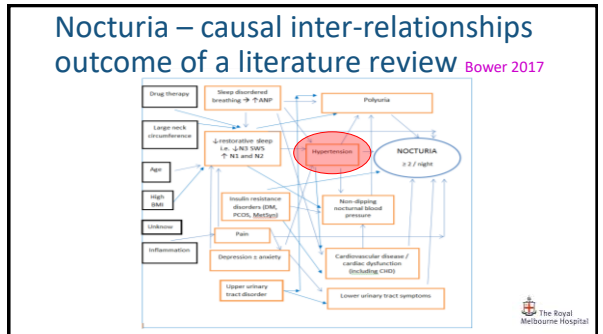 Nocturia – causal inter-relationships
outcome of a literature review Bower 2017
Drug therapy
Sleep disordered
breathing → ↑ANP
Polyuria
Large neck
circumference
↓restorative deep
i.e. ↓N3 SWS
↑ N1 and N2
Hypertension
NOCTURIA
≥ 2 / night
Age
High
BMI
Insulin resistance
disorders (DM,
PCOS, MetSyn)
Non-dipping
nocturnal blood
pressure
Unknow
Pain
Inflammation
Depression ± anxiety
Cardiovascular disease /
cardiac dysfunction
(Including CHD)
Upper urinary
tract disorder
Lower urinary tract symptoms
The Royal
Melbourne Hospital